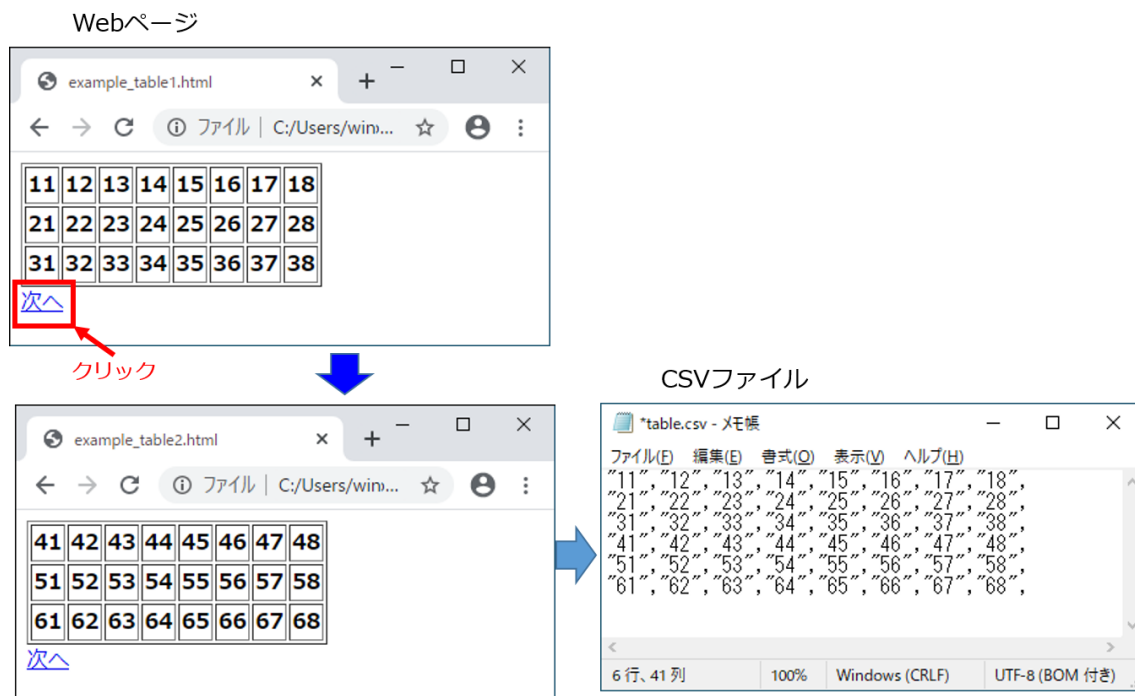 Webページ
example_table1.html
ファイル | C:/Users/win...
11 12 13 14 15 16 17 18
21 22 23 24 25 26 27 28
31 32 33 34 35 36 37 38
次へ
クリック
example_table2.html
ファイル | C:/Users/win...
41 42 43 44 45 46 47 48
51 52 53 54 55 56 57 58
61 62 63 64 65 66 67 68
次へ
CSVファイル
*table.csv - メモ帳
ファイル(F) 編集(E) 書式(O) 表示(V) ヘルプ(H)
"11","12","13","14","15","16","17","18",
"21","22","23","24","25","26","27","28",
"31","32","33","34","35","36","37","38",
"41","42","43","44","45","46","47","48",
"51","52","53","54","55","56","57","58",
"61","62","63","64","65","66","67","68",
6 行、41 列 100% Windows (CRLF) UTF-8 (BOM 付き)